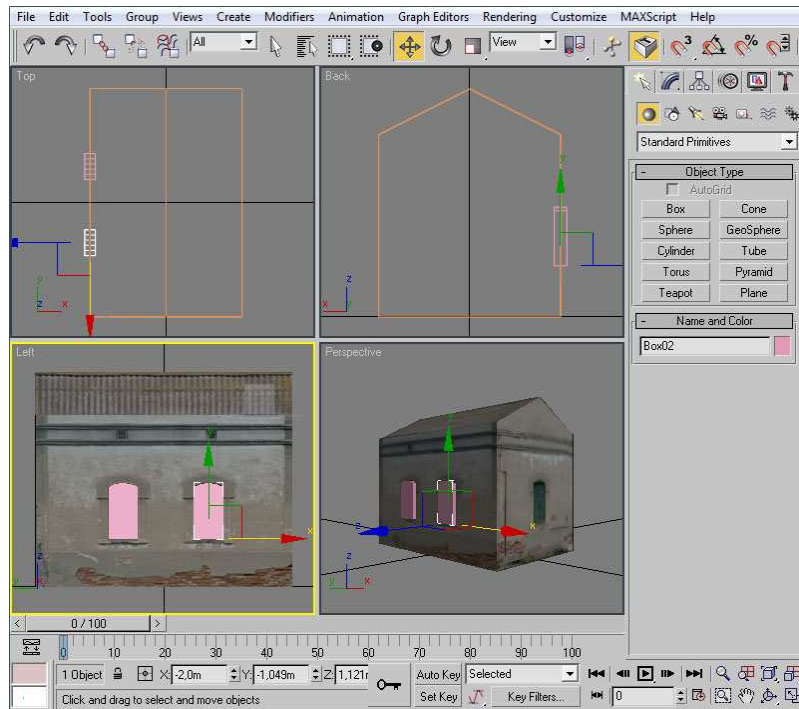 File Edit Tools Group Views Create Modifiers Animation Graph Editors Rendering Customize MAXScript Help
All
View
3
%
Top
Back
Standard Primitives
- Object Type
AutoGrid
Box Cone
Sphere GeoSphere
Cylinder Tube
Torus Pyramid
Teapot Plane
- Name and Color
Box02
y
z x
y
z
x
Left
Perspective
y
x
z
y x
y
z x
z
y x
< 0 / 100 >
0 10 20 30 40 50 60 70 80 90 100
1 Object X: -2,0m Y: -1,049m Z: 1,121m Auto Key Selected
Click and drag to select and move objects Set Key Key Filters... 0